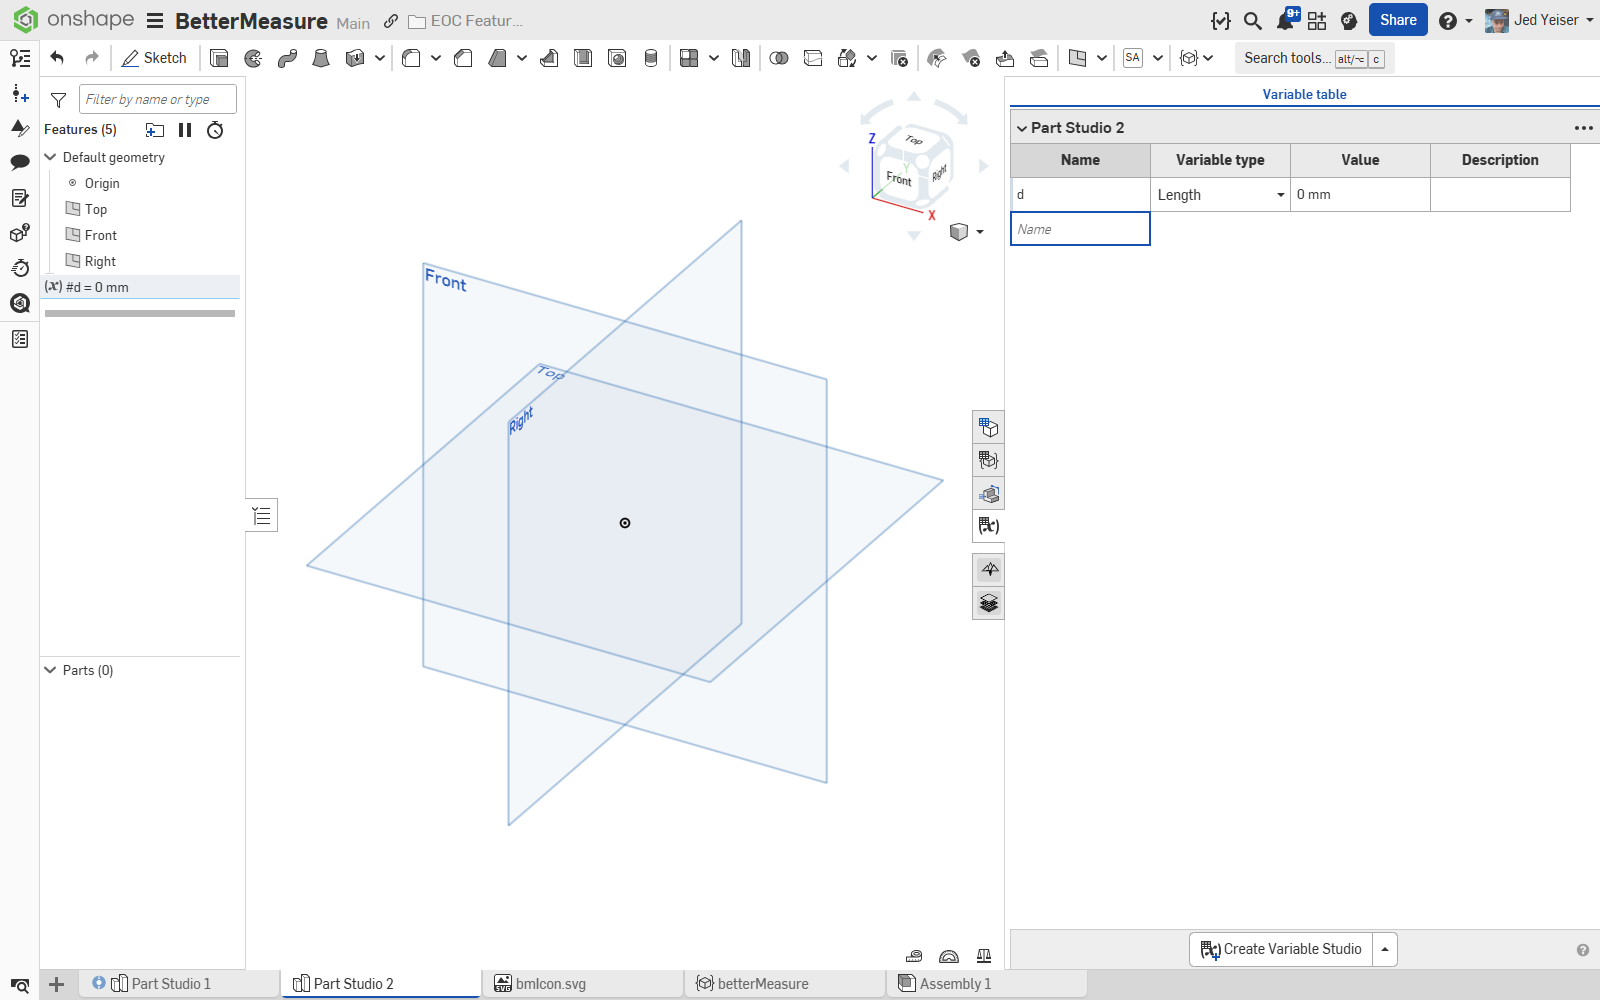 onshape BetterMeasure Main EOC Featur... 9+ Share Jed Yeiser
Sketch SA Search tools... alt/⌥ c
Filter by name or type
Features (5)
Default geometry
Origin
Top
Front
Right
(x) #d = 0 mm
Parts (0)
Front
Top
Right
Z
Top
Front
Right
Y
X
Variable table
Part Studio 2
Name Variable type Value Description
d Length 0 mm
Name
(x) Create Variable Studio
Part Studio 1
Part Studio 2
SVG bmIcon.svg
betterMeasure
Assembly 1